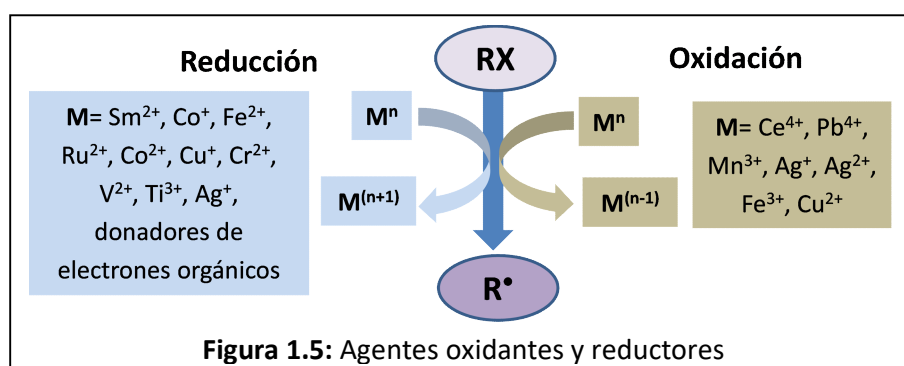 Reducción
RX
Oxidación
M= Sm²⁺, Co⁺, Fe²⁺,
Ru²⁺, Co²⁺, Cu⁺, Cr²⁺,
V²⁺, Ti³⁺, Ag⁺,
donadores de
electrones orgánicos
Mⁿ
M⁽ⁿ⁺¹⁾
Mⁿ
M⁽ⁿ⁻¹⁾
M= Ce⁴⁺, Pb⁴⁺,
Mn³⁺, Ag⁺, Ag²⁺,
Fe³⁺, Cu²⁺
R•
Figura 1.5: Agentes oxidantes y reductores